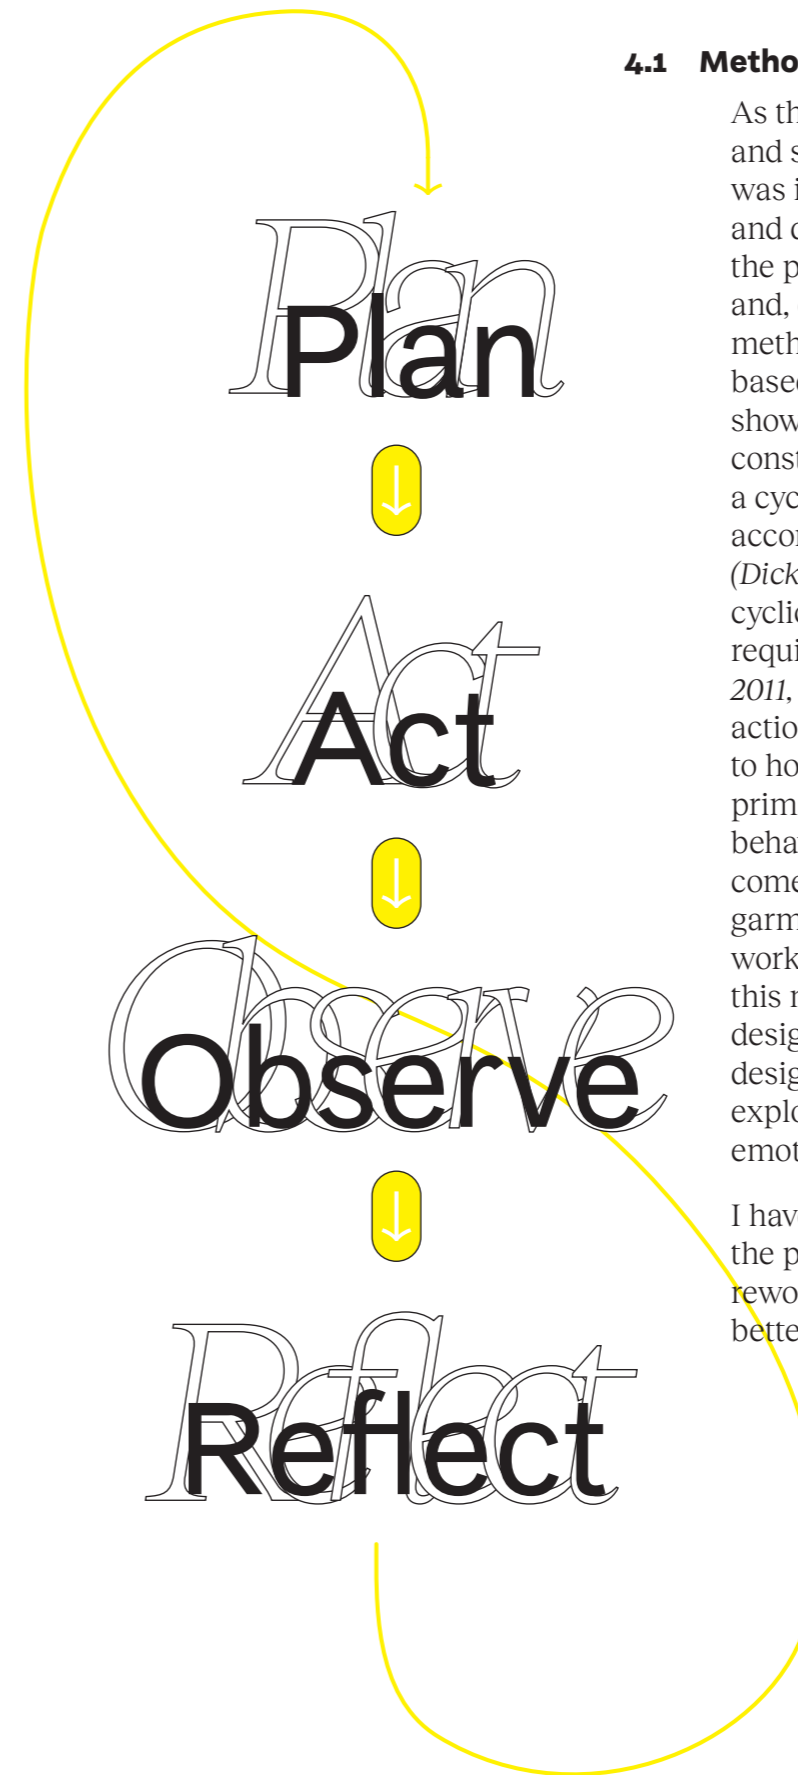 Plan
Act
Observe
Reflect
4.1 Metho
As th
and s
was i
and c
the p
and,
meth
based
show
const
a cyc
accor
(Dick
cyclic
requi
2011,
actio
to ho
prim
behav
come
garm
work
this r
desig
desig
explo
emot
I hav
the p
rewo
bette